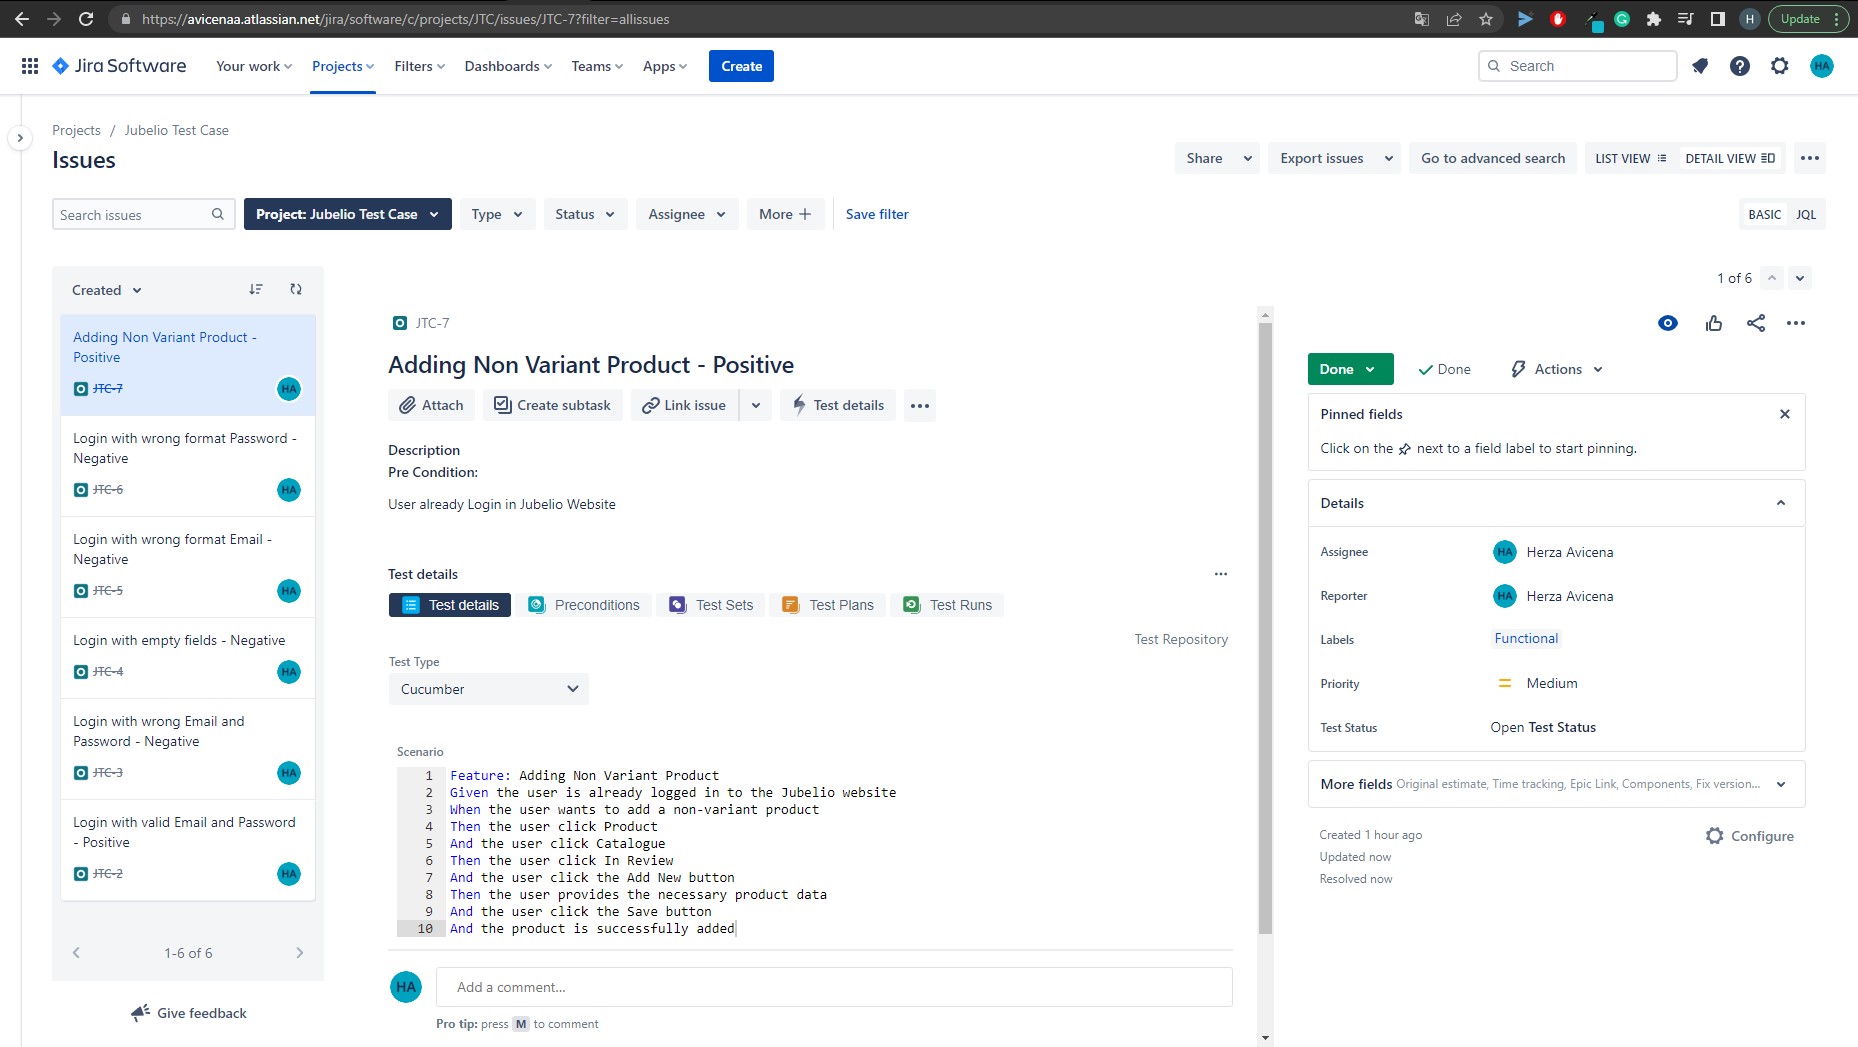 https://avicenaa.atlassian.net/jira/software/c/projects/JTC/issues/JTC-7?filter=allissues
H
Update
Jira Software
Your work
Projects
Filters
Dashboards
Teams
Apps
Create
Search
HA
Projects / Jubelio Test Case
Issues
Share
Export issues
Go to advanced search
LIST VIEW
DETAIL VIEW
Search issues
Project: Jubelio Test Case
Type
Status
Assignee
More
Save filter
BASIC
JQL
Created
Adding Non Variant Product -
Positive
JTC-7
HA
Login with wrong format Password -
Negative
JTC-6
HA
Login with wrong format Email -
Negative
JTC-5
HA
Login with empty fields - Negative
JTC-4
HA
Login with wrong Email and
Password - Negative
JTC-3
HA
Login with valid Email and Password
- Positive
JTC-2
HA
1-6 of 6
Give feedback
1 of 6
JTC-7
Adding Non Variant Product - Positive
Attach
Create subtask
Link issue
Test details
Description
Pre Condition:
User already Login in Jubelio Website
Test details
Test details
Preconditions
Test Sets
Test Plans
Test Runs
Test Repository
Test Type
Cucumber
Scenario
1 Feature: Adding Non Variant Product
2 Given the user is already logged in to the Jubelio website
3 When the user wants to add a non-variant product
4 Then the user click Product
5 And the user click Catalogue
6 Then the user click In Review
7 And the user click the Add New button
8 Then the user provides the necessary product data
9 And the user click the Save button
10 And the product is successfully added
HA
Add a comment...
Pro tip: press M to comment
Done
Done
Actions
Pinned fields
Click on the next to a field label to start pinning.
Details
Assignee
HA Herza Avicena
Reporter
HA Herza Avicena
Labels
Functional
Priority
Medium
Test Status
Open Test Status
More fields Original estimate, Time tracking, Epic Link, Components, Fix version...
Created 1 hour ago
Updated now
Resolved now
Configure